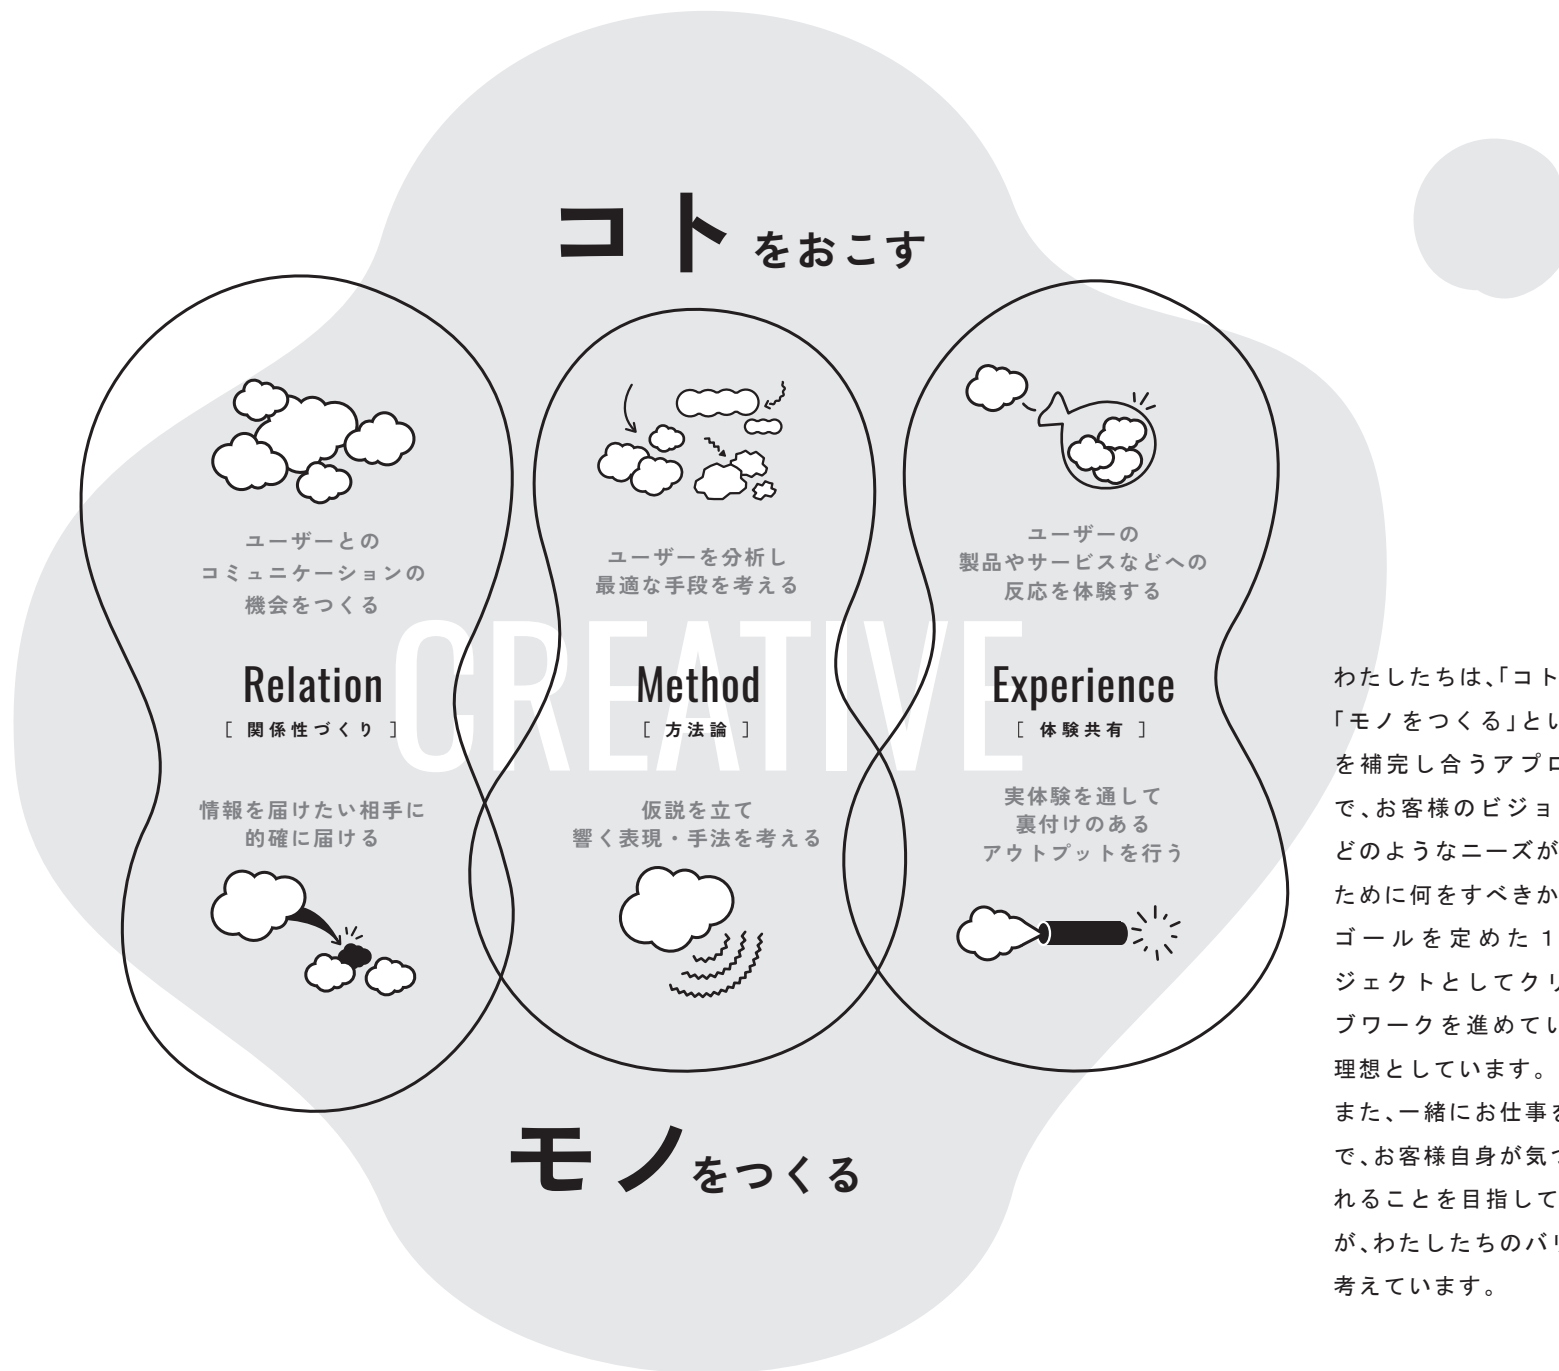 コトをおこす
ユーザーとの
コミュニケーションの
機会をつくる
ユーザーを分析し
最適な手段を考える
ユーザーの
製品やサービスなどへの
反応を体験する
CREATIVE
Relation
[ 関係性づくり ]
Method
[ 方法論 ]
Experience
[ 体験共有 ]
情報を届けたい相手に
的確に届ける
仮説を立て
響く表現・手法を考える
実体験を通して
裏付けのある
アウトプットを行う
モノをつくる
わたしたちは、「コト
「モノをつくる」とい
を補完し合うアプロ
で、お客様のビジョ
どのようなニーズが
ために何をすべきか
ゴールを定めた1
ジェクトとしてクリ
ブワークを進めてい
理想としています。
また、一緒にお仕事を
で、お客様自身が気づ
れることを目指して
が、わたしたちのバリ
考えています。